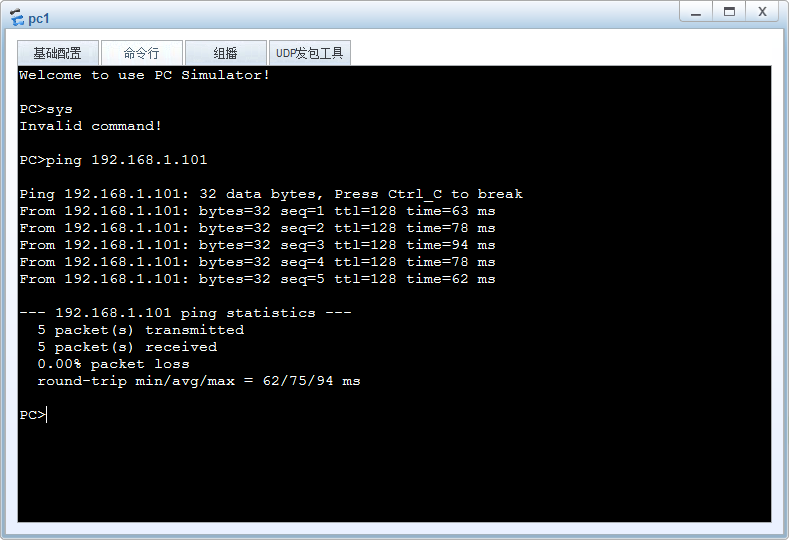 pc1
基础配置 命令行 组播 UDP发包工具
Welcome to use PC Simulator!
PC>sys
Invalid command!
PC>ping 192.168.1.101
Ping 192.168.1.101: 32 data bytes, Press Ctrl_C to break
From 192.168.1.101: bytes=32 seq=1 ttl=128 time=63 ms
From 192.168.1.101: bytes=32 seq=2 ttl=128 time=78 ms
From 192.168.1.101: bytes=32 seq=3 ttl=128 time=94 ms
From 192.168.1.101: bytes=32 seq=4 ttl=128 time=78 ms
From 192.168.1.101: bytes=32 seq=5 ttl=128 time=62 ms
--- 192.168.1.101 ping statistics ---
5 packet(s) transmitted
5 packet(s) received
0.00% packet loss
round-trip min/avg/max = 62/75/94 ms
PC>